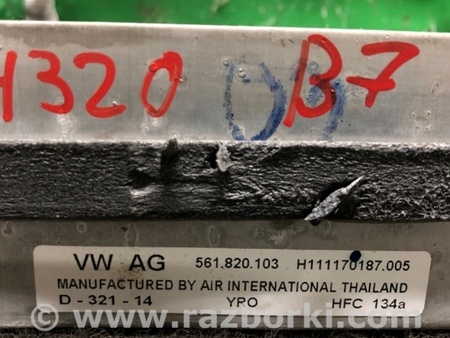 H320 B7
VW AG 561.820.103 H111170187.005
MANUFACTURED BY AIR INTERNATIONAL THAILAND
D - 321 - 14 YPO HFC 134a
www.razborki.com